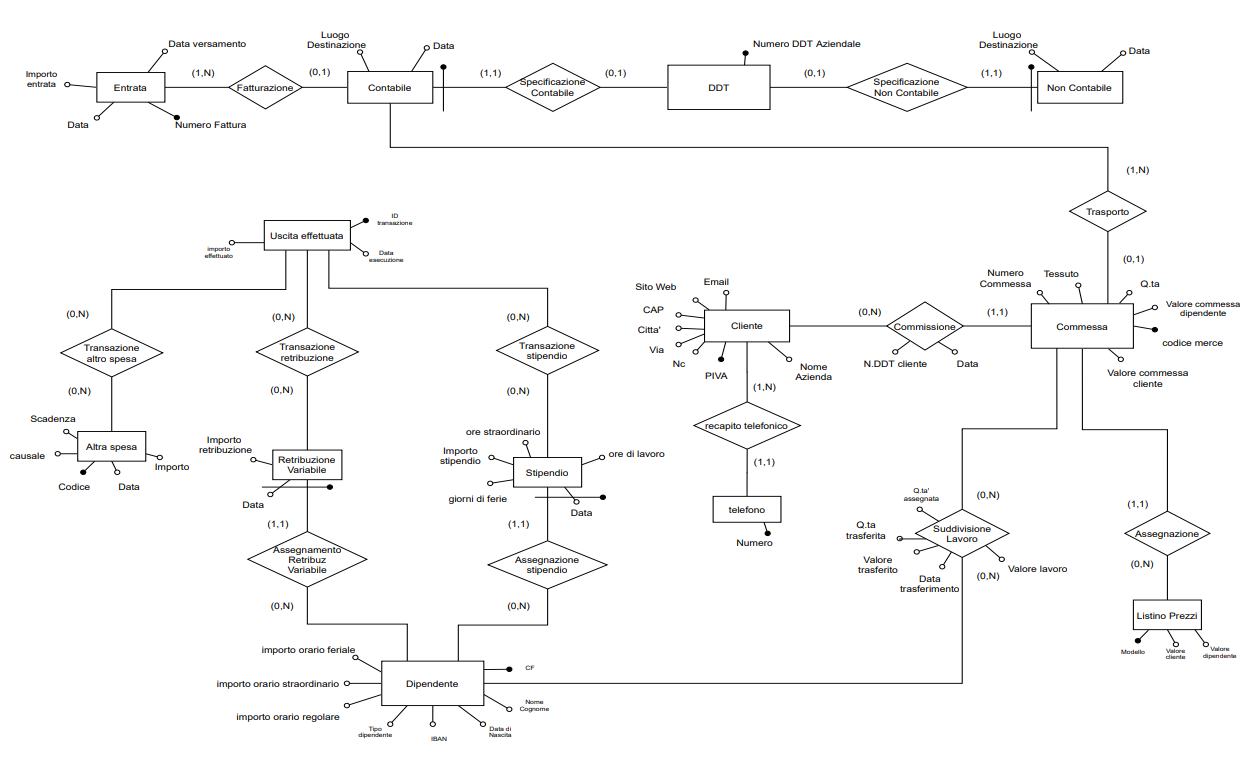 Data versamento
Importo
entrata
(1,N)
Entrata
Data
Numero Fattura
Fatturazione
(0,1)
Luogo
Destinazione
Data
Contabile
(1,1)
Specificazione
Contabile
(0,1)
Numero DDT Aziendale
DDT
(0,1)
Specificazione
Non Contabile
(1,1)
Luogo
Destinazione
Data
Non Contabile
(1,N)
Trasporto
(0,1)
ID
transazione
Uscita effettuata
importo
effettuato
Data
esecuzione
(0,N)
(0,N)
(0,N)
Transazione
altro spesa
Transazione
retribuzione
Transazione
stipendio
(0,N)
(0,N)
(0,N)
Sito Web
Email
CAP
Citta'
Via
Nc
PIVA
Cliente
Nome
Azienda
(0,N)
Commissione
(1,1)
N.DDT cliente
Data
Numero
Commessa
Tessuto
Q.ta
Valore commessa
dipendente
Commessa
codice merce
Valore commessa
cliente
(1,N)
recapito telefonico
(1,1)
telefono
Numero
Scadenza
causale
Altra spesa
Importo
Codice
Data
Importo
retribuzione
Retribuzione
Variabile
Data
ore straordinario
Importo
stipendio
ore di lavoro
Stipendio
giorni di ferie
Data
(1,1)
(1,1)
Assegnamento
Retribuz
Variabile
Assegnazione
stipendio
(0,N)
(0,N)
Q.ta'
assegnata
(0,N)
Q.ta
trasferita
Suddivisione
Lavoro
Valore
trasferito
Data
trasferimento
(0,N)
Valore lavoro
(1,1)
Assegnazione
(0,N)
Listino Prezzi
Modello
Valore
cliente
Valore
dipendente
importo orario feriale
importo orario straordinario
importo orario regolare
Dipendente
CF
Nome
Cognome
Tipo
dipendente
IBAN
Data di
Nascita